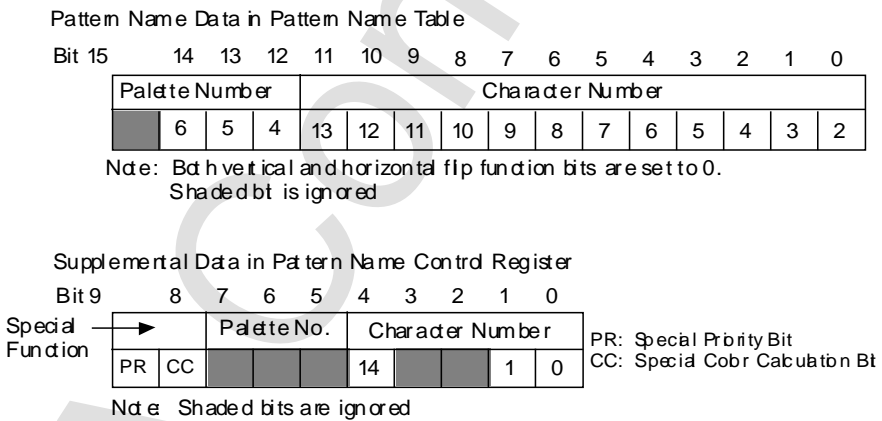 Pattern Name Data in Pattern Name Table
Bit 15 14 13 12 11 10 9 8 7 6 5 4 3 2 1 0
Palette Number Character Number
6 5 4 13 12 11 10 9 8 7 6 5 4 3 2
Note: Both vertical and horizontal flip function bits are set to 0.
Shaded bit is ignored
Supplemental Data in Pattern Name Control Register
Bit 9 8 7 6 5 4 3 2 1 0
Special Function
Palette No. Character Number
PR CC 14 1 0
PR: Special Priority Bit
CC: Special Color Calculation Bit
Note: Shaded bits are ignored